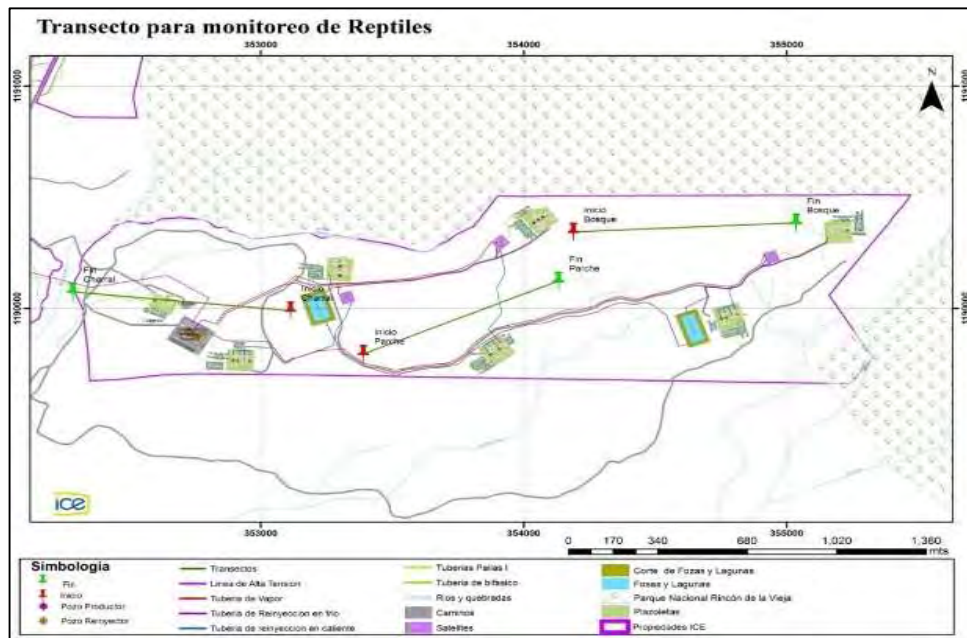 Transecto para monitoreo de Reptiles
353000 354000 355000
1191000 1191000
N
Inicio
Bosque
Fin
Bosque
Fin
Parche
Fin
Charral
Inicio
Charral
1190000 1190000
Inicio
Parche
ice
353000 354000 355000
0 170 340 680 1,020 1,360
mts
Simbología
Fin
Inicio
Pozo Productor
Pozo Reinyector
Transectos
Linea de Alta Tension
Tuberia de Vapor
Tuberia de Reinyeccion en frio
Tuberia de reinyeccion en caliente
Tuberias Pailas I
Tuberia de bifasico
Rios y quebradas
Caminos
Satelites
Corte de Fozas y Lagunas
Fosas y Lagunas
Parque Nacional Rincón de la Vieja
Plazoletas
Propiedades ICE